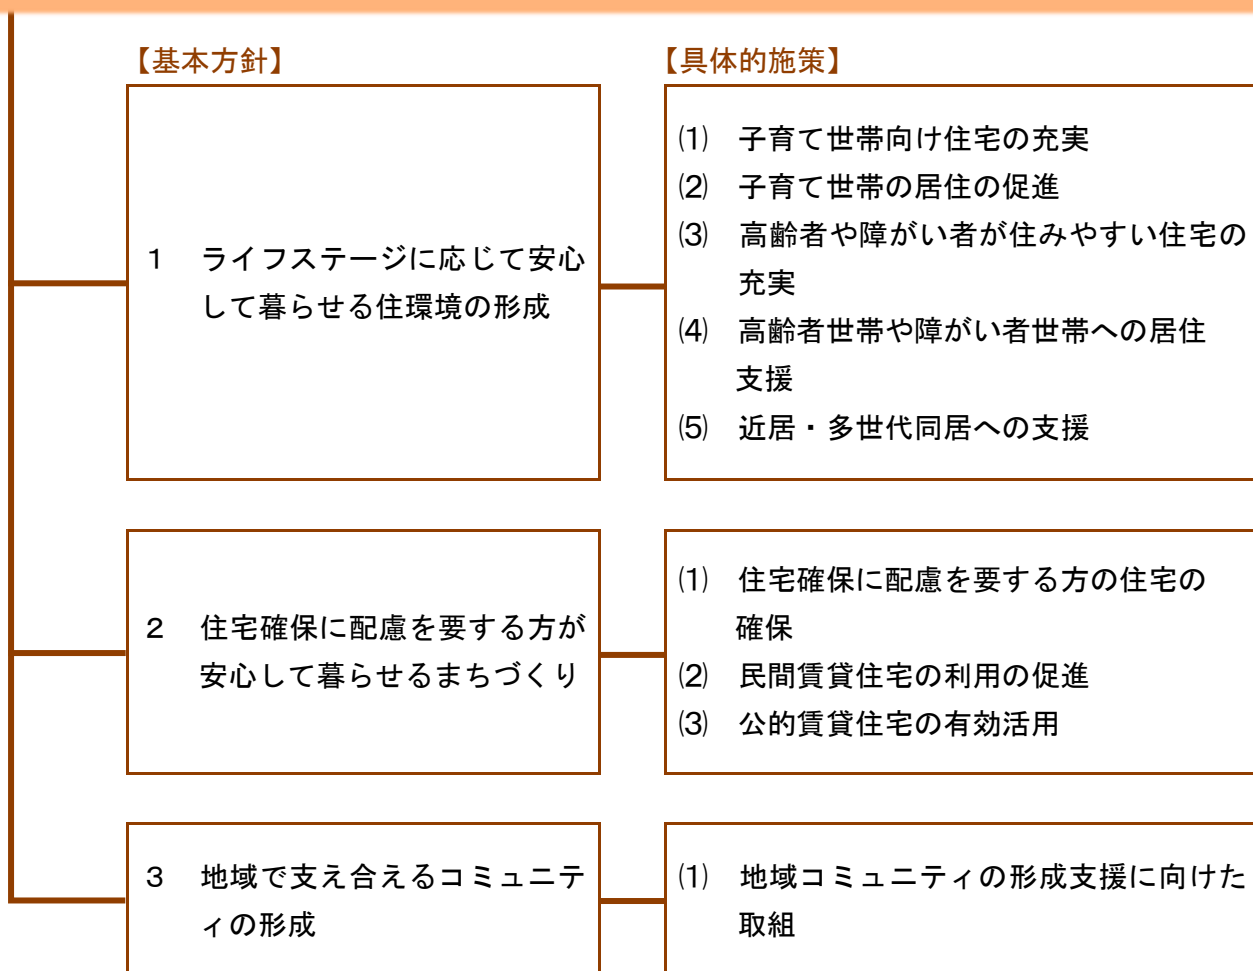 【基本方針】
【具体的施策】
1 ライフステージに応じて安心
して暮らせる住環境の形成
(1) 子育て世帯向け住宅の充実
(2) 子育て世帯の居住の促進
(3) 高齢者や障がい者が住みやすい住宅の
充実
(4) 高齢者世帯や障がい者世帯への居住
支援
(5) 近居・多世代同居への支援
2 住宅確保に配慮を要する方が
安心して暮らせるまちづくり
(1) 住宅確保に配慮を要する方の住宅の
確保
(2) 民間賃貸住宅の利用の促進
(3) 公的賃貸住宅の有効活用
3 地域で支え合えるコミュニテ
ィの形成
(1) 地域コミュニティの形成支援に向けた
取組